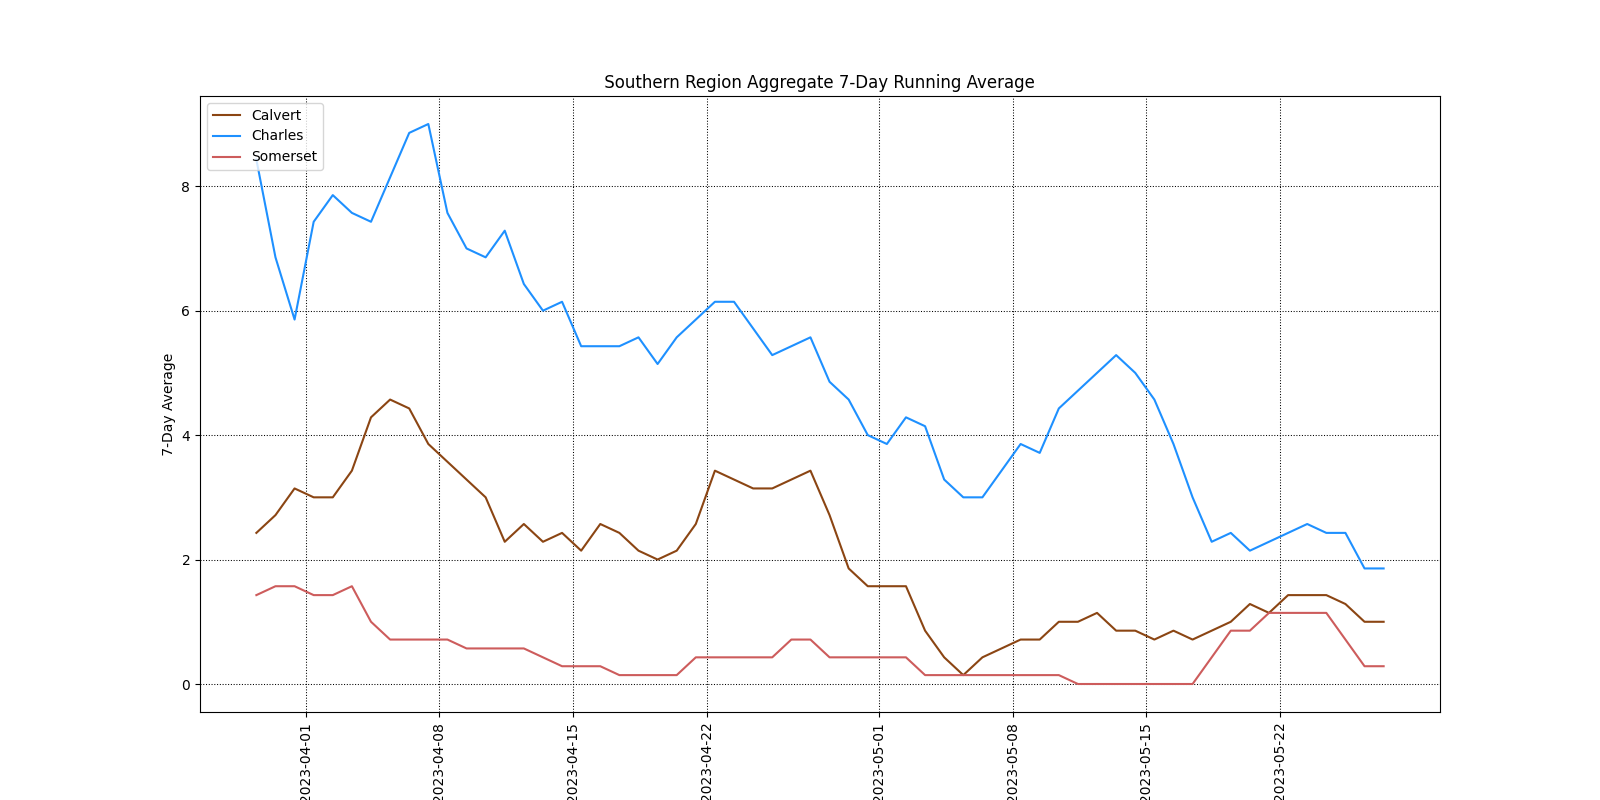 Southern Region Aggregate 7-Day Running Average
Calvert
Charles
Somerset
7-Day Average
8
6
4
2
0
2023-04-01
2023-04-08
2023-04-15
2023-04-22
2023-05-01
2023-05-08
2023-05-15
2023-05-22